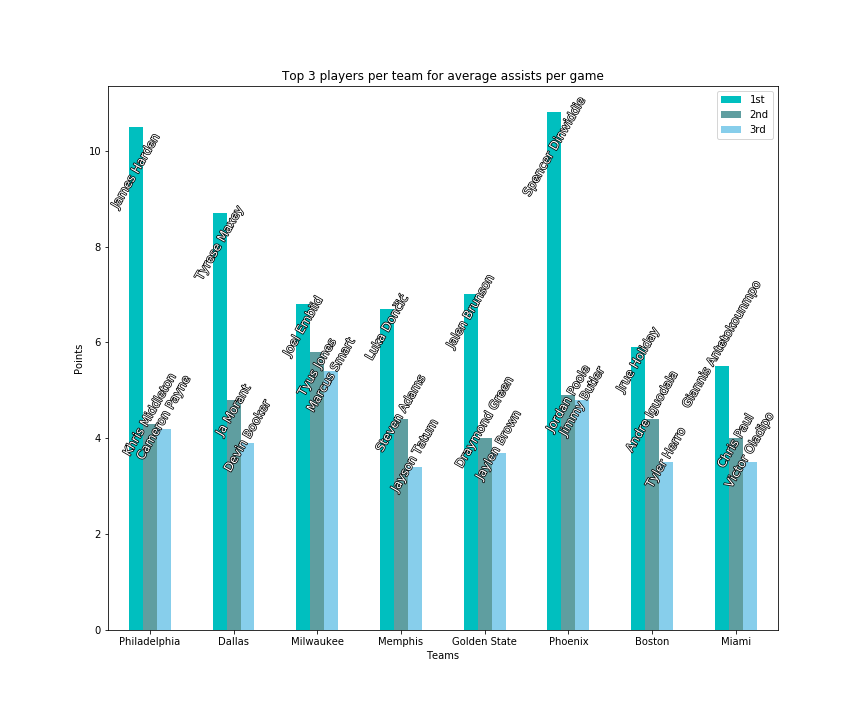 Top 3 players per team for average assists per game
1st
2nd
3rd
Points
10
8
6
4
2
0
James Harden
Khris Middleton
Cameron Payne
Tyrese Maxey
Ja Morant
Devin Booker
Joel Embiid
Tyus Jones
Marcus Smart
Luka Dončić
Steven Adams
Jayson Tatum
Jalen Brunson
Draymond Green
Jaylen Brown
Spencer Dinwiddie
Jordan Poole
Jimmy Butler
Jrue Holiday
Andre Iguodala
Tyler Herro
Giannis Antetokounmpo
Chris Paul
Victor Oladipo
Philadelphia
Dallas
Milwaukee
Memphis
Golden State
Phoenix
Boston
Miami
Teams